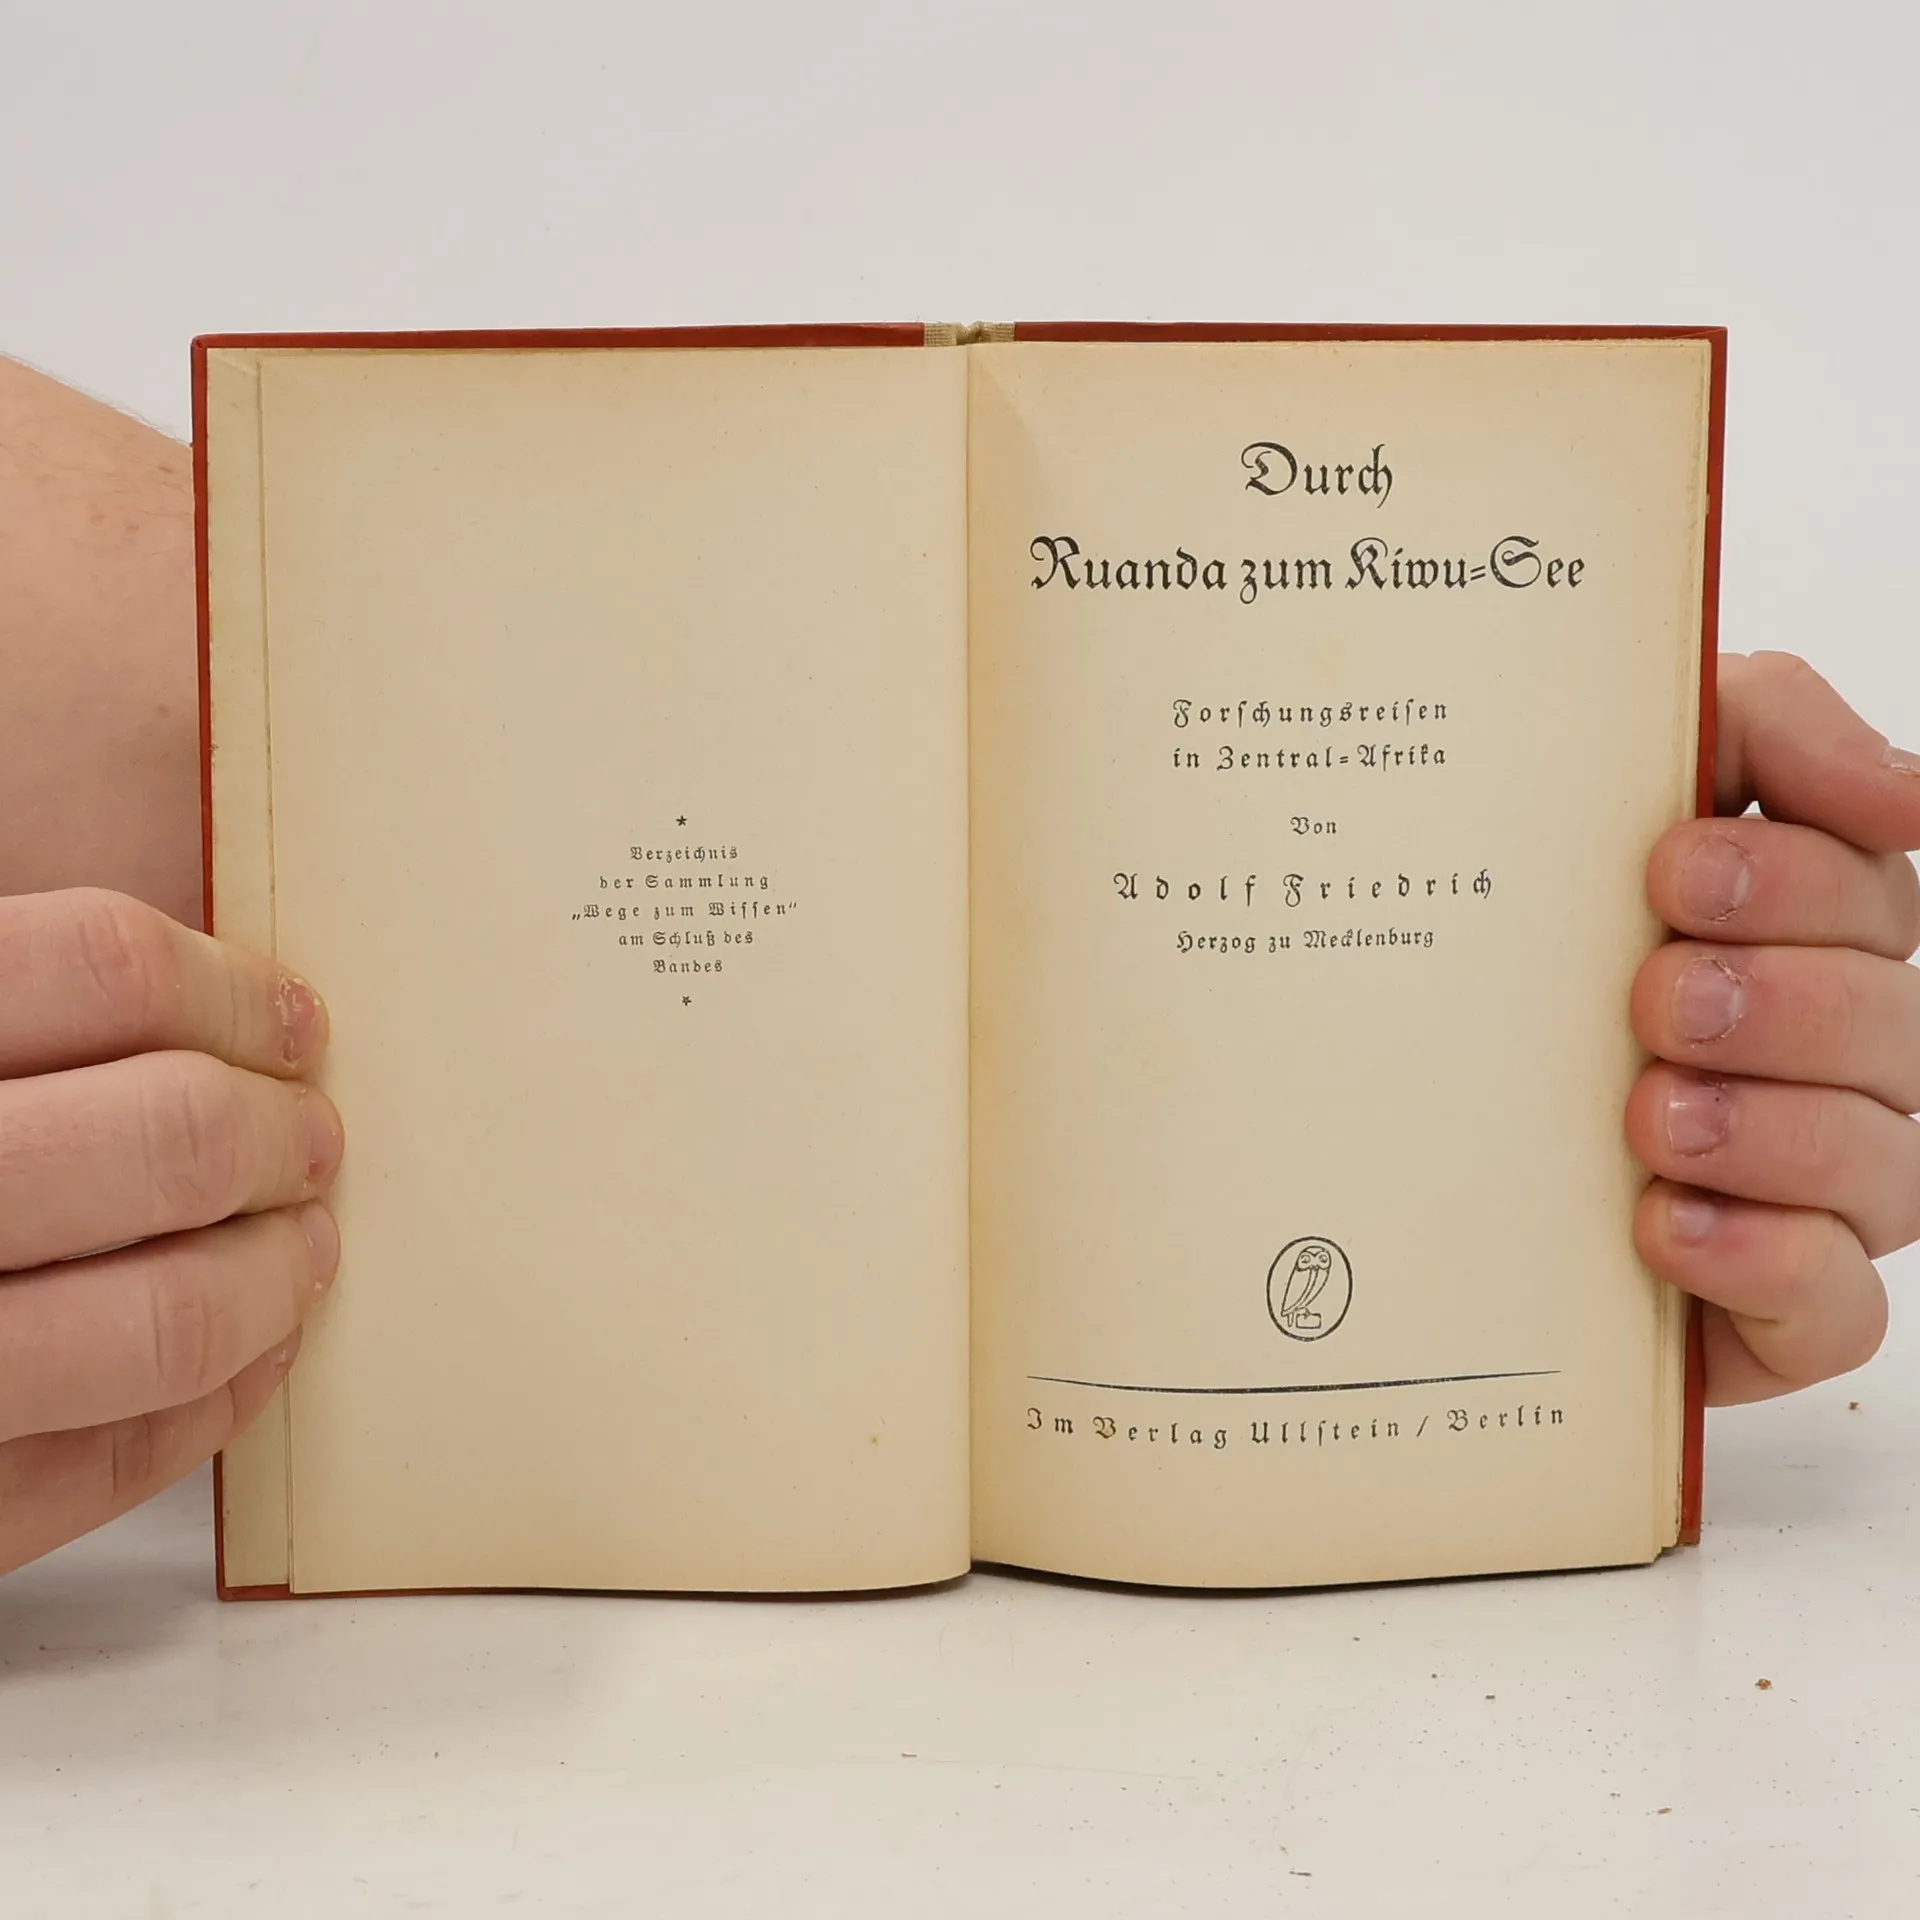 *
Verzeichnis
der Sammlung
„Wege zum Wiſſen“
am Schluß des
Bandes
*
Durch
Ruanda zum Kiwu=See
Forſchungsreiſen
in Zentral=Afrika
Von
Adolf Friedrich
Herzog zu Mecklenburg
Im Verlag Ullſtein / Berlin